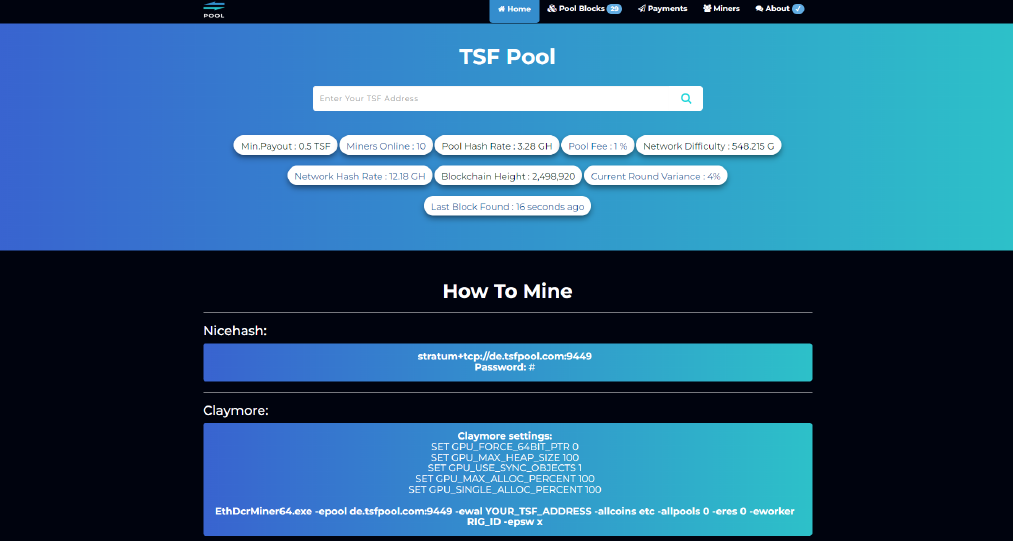 POOL
Home
Pool Blocks 29
Payments
Miners
About ✓
TSF Pool
Enter Your TSF Address
Min.Payout : 0.5 TSF
Miners Online : 10
Pool Hash Rate : 3.28 GH
Pool Fee : 1 %
Network Difficulty : 548.215 G
Network Hash Rate : 12.18 GH
Blockchain Height : 2,498,920
Current Round Variance : 4%
Last Block Found : 16 seconds ago
How To Mine
Nicehash:
stratum+tcp://de.tsfpool.com:9449
Password: #
Claymore:
Claymore settings:
SET GPU_FORCE_64BIT_PTR 0
SET GPU_MAX_HEAP_SIZE 100
SET GPU_USE_SYNC_OBJECTS 1
SET GPU_MAX_ALLOC_PERCENT 100
SET GPU_SINGLE_ALLOC_PERCENT 100
EthDcrMiner64.exe -epool de.tsfpool.com:9449 -ewal YOUR_TSF_ADDRESS -allcoins etc -allpools 0 -eres 0 -eworker
RIG_ID -epsw x